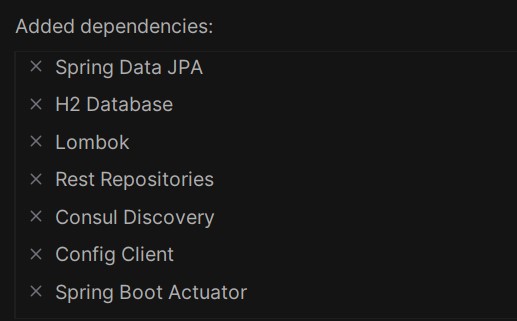 Added dependencies:
Spring Data JPA
H2 Database
Lombok
Rest Repositories
Consul Discovery
Config Client
Spring Boot Actuator